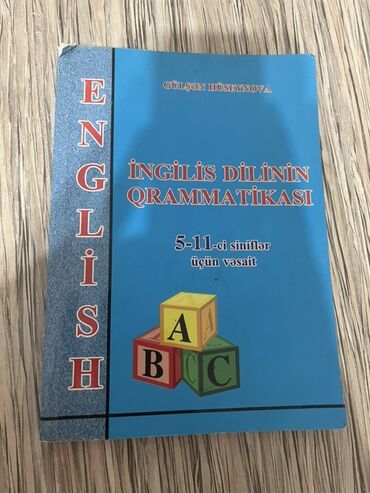 ENGLİSH
GÜLŞƏN HÜSEYNOVA
İNGİLİS DİLİNİN
QRAMMATİKASI
5-11-ci siniflər
üçün vəsait
A
A
B
C